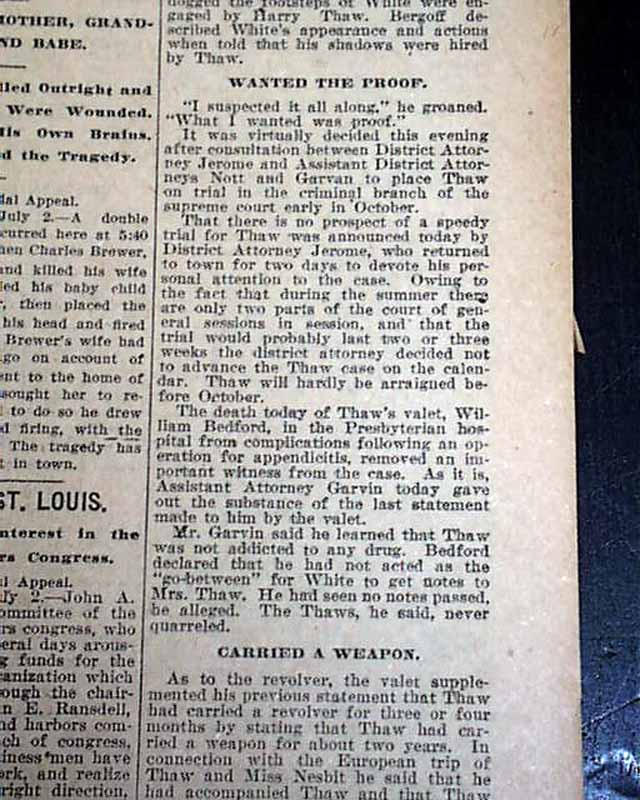 MOTHER, GRAND-
ND BABE.
lled Outright and
Were Wounded.
His Own Brains.
d the Tragedy.
ial Appeal.
July 2.—A double
curred here at 5:40
hen Charles Brewer,
and killed his wife
led his baby child
r, then placed the
his head and fired
Brewer's wife had
go on account of
ent to the home of
sought her to re-
to do so he drew
d firing, with the
The tragedy has
t in town.
ST. LOUIS.
nterest in the
rs Congress.
al Appeal.
ly 2.—John A.
ommittee of the
rs congress, who
eral days arous-
g funds for the
anization which
ough the chair-
n E. Ransdell,
nd harbors com-
ch of congress,
iness men have
ork, and realize
right direction,
dogged the footsteps of White were en-
gaged by Harry Thaw. Bergoff de-
scribed White's appearance and actions
when told that his shadows were hired
by Thaw.
WANTED THE PROOF.
"I suspected it all along," he groaned.
"What I wanted was proof."
It was virtually decided this evening
after consultation between District Attor-
ney Jerome and Assistant District Attor-
neys Nott and Garvan to place Thaw
on trial in the criminal branch of the
supreme court early in October.
That there is no prospect of a speedy
trial for Thaw was announced today by
District Attorney Jerome, who returned
to town for two days to devote his per-
sonal attention to the case. Owing to
the fact that during the summer there
are only two parts of the court of gen-
eral sessions in session, and that the
trial would probably last two or three
weeks the district attorney decided not
to advance the Thaw case on the calen-
dar. Thaw will hardly be arraigned be-
fore October.
The death today of Thaw's valet, Wil-
liam Bedford, in the Presbyterian hos-
pital from complications following an op-
eration for appendicitis, removed an im-
portant witness from the case. As it is,
Assistant Attorney Garvin today gave
out the substance of the last statement
made to him by the valet.
Mr. Garvin said he learned that Thaw
was not addicted to any drug. Bedford
declared that he had not acted as the
"go-between" for White to get notes to
Mrs. Thaw. He had seen no notes passed,
he alleged. The Thaws, he said, never
quarreled.
CARRIED A WEAPON.
As to the revolver, the valet supple-
mented his previous statement that Thaw
had carried a revolver for three or four
months by stating that Thaw had car-
ried a weapon for about two years. In
connection with the European trip of
Thaw and Miss Nesbit he said that he
had accompanied Thaw and that Thaw